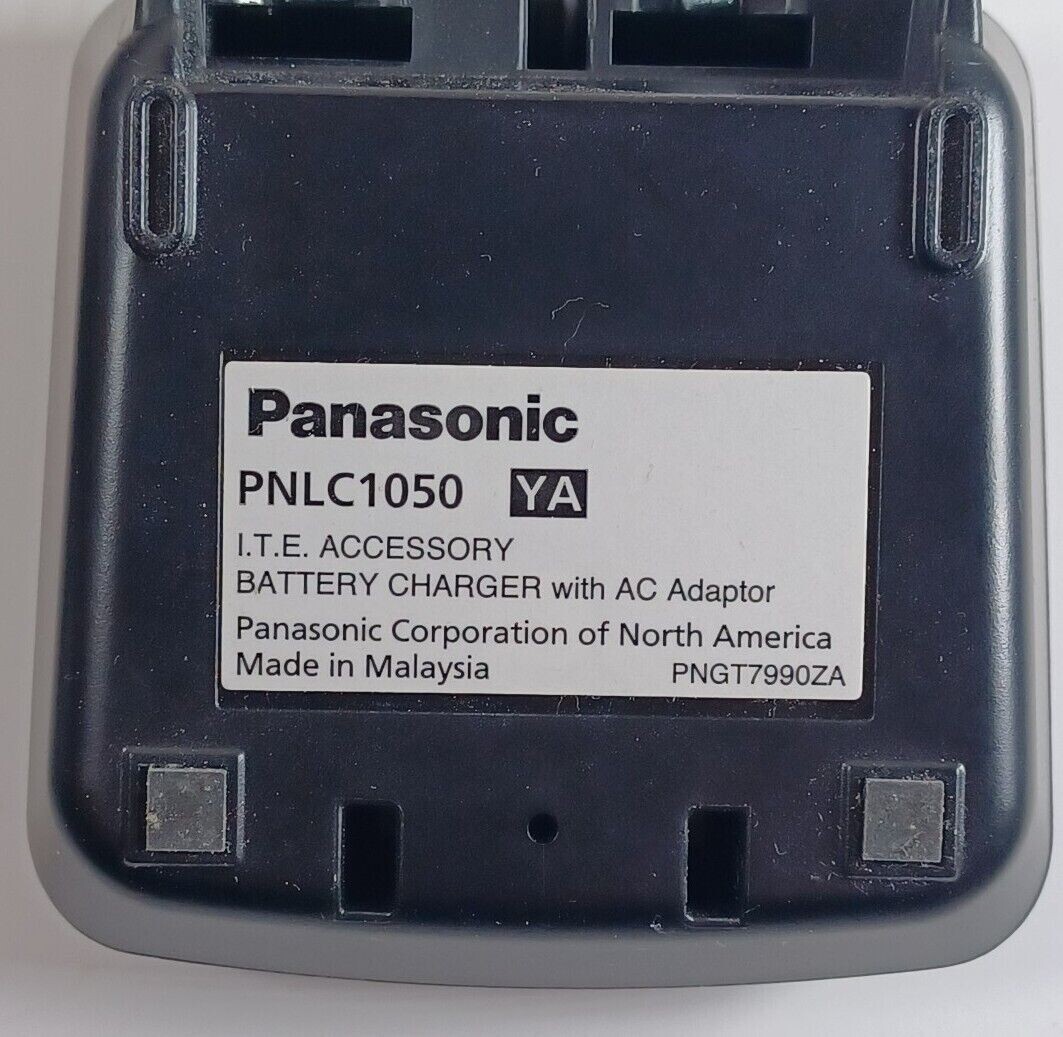 Panasonic
PNLC1050 YA
I.T.E. ACCESSORY
BATTERY CHARGER with AC Adaptor
Panasonic Corporation of North America
Made in Malaysia PNGT7990ZA